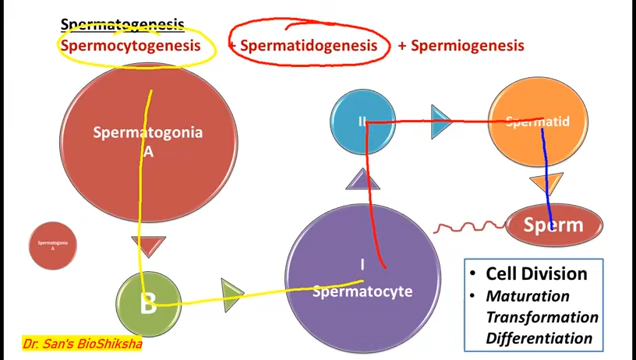 Spermatogenesis
Spermocytogenesis + Spermatidogenesis + Spermiogenesis
Spermatogonia
A
Spermatogonia
A
B
I
Spermatocyte
II
Spermatid
Sperm
• Cell Division
• Maturation
Transformation
Differentiation
Dr. San's BioShiksha